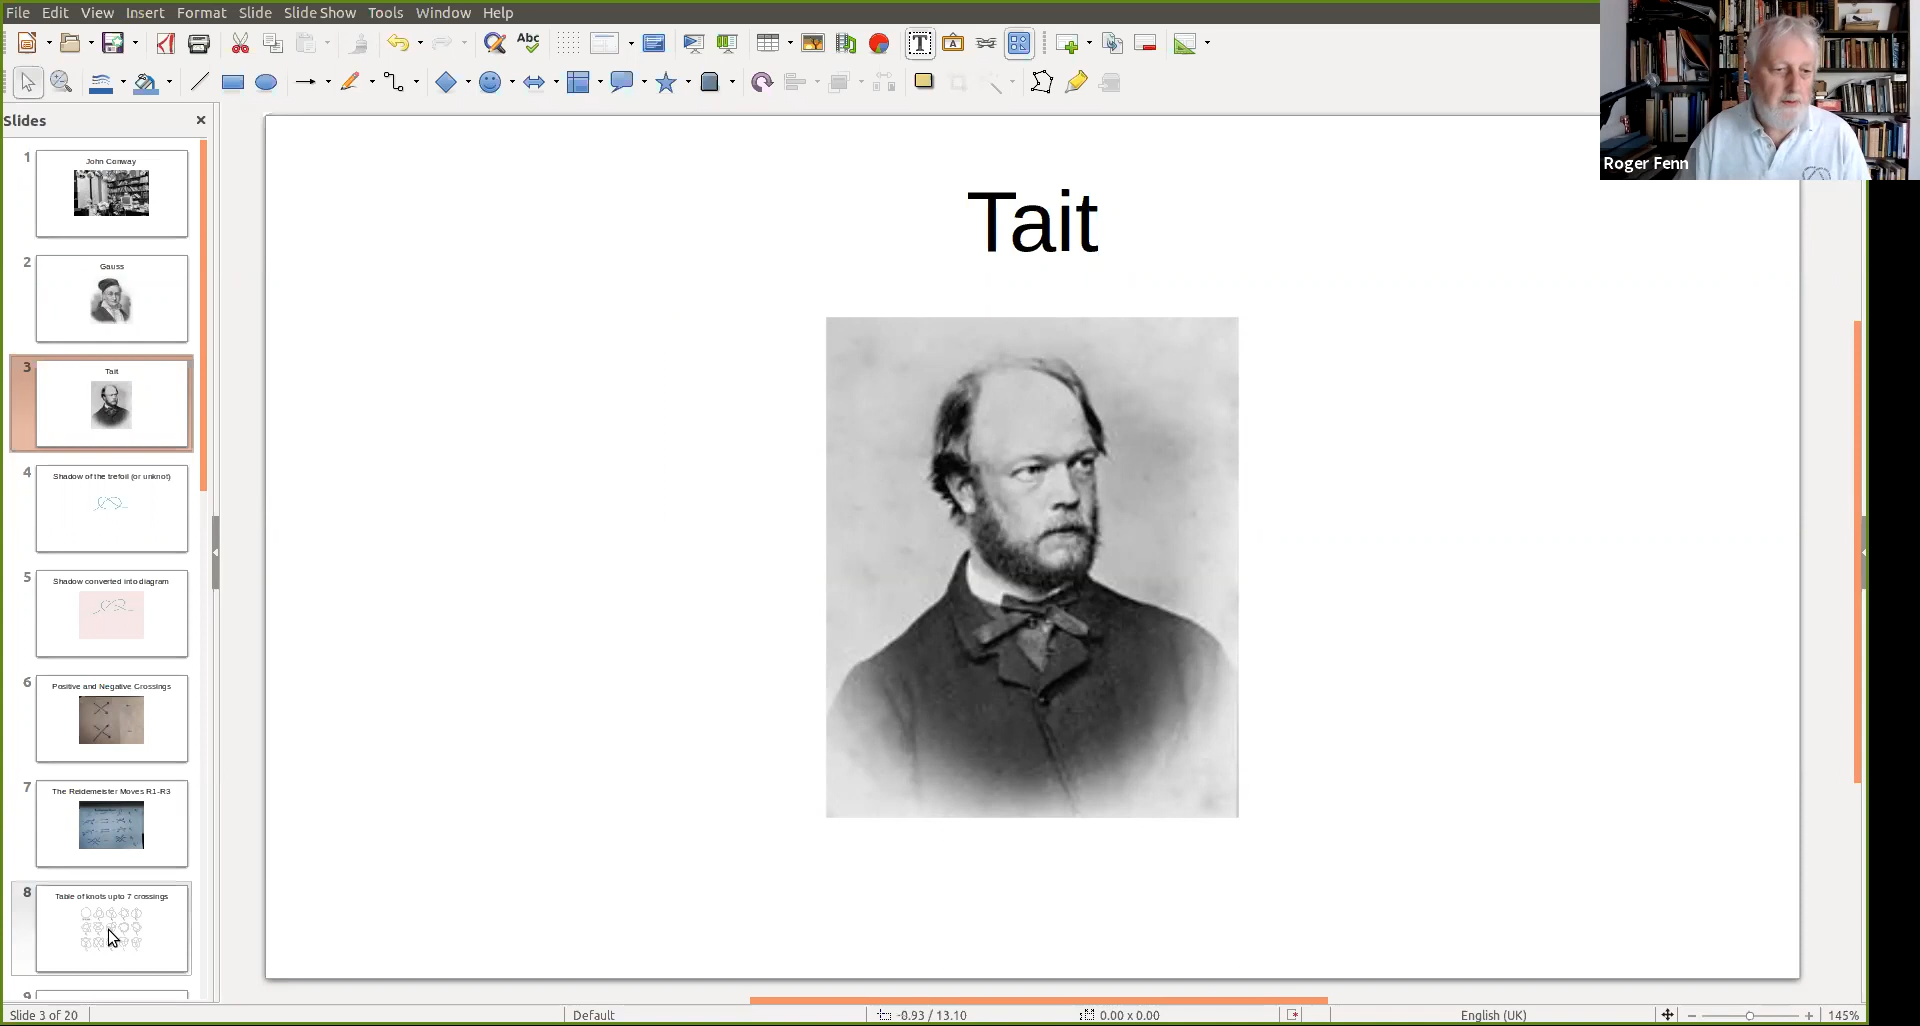 File Edit View Insert Format Slide Slide Show Tools Window Help
Abc
T
A
Roger Fenn
Slides
1
John Conway
2
Gauss
3
Tait
4
Shadow of the trefoil (or unknot)
5
Shadow converted into diagram
6
Positive and Negative Crossings
7
The Reidemeister Moves R1-R3
8
Table of knots upto 7 crossings
9
Tait
Slide 3 of 20 Default -8.93 / 13.10 0.00 x 0.00 English (UK) 145%